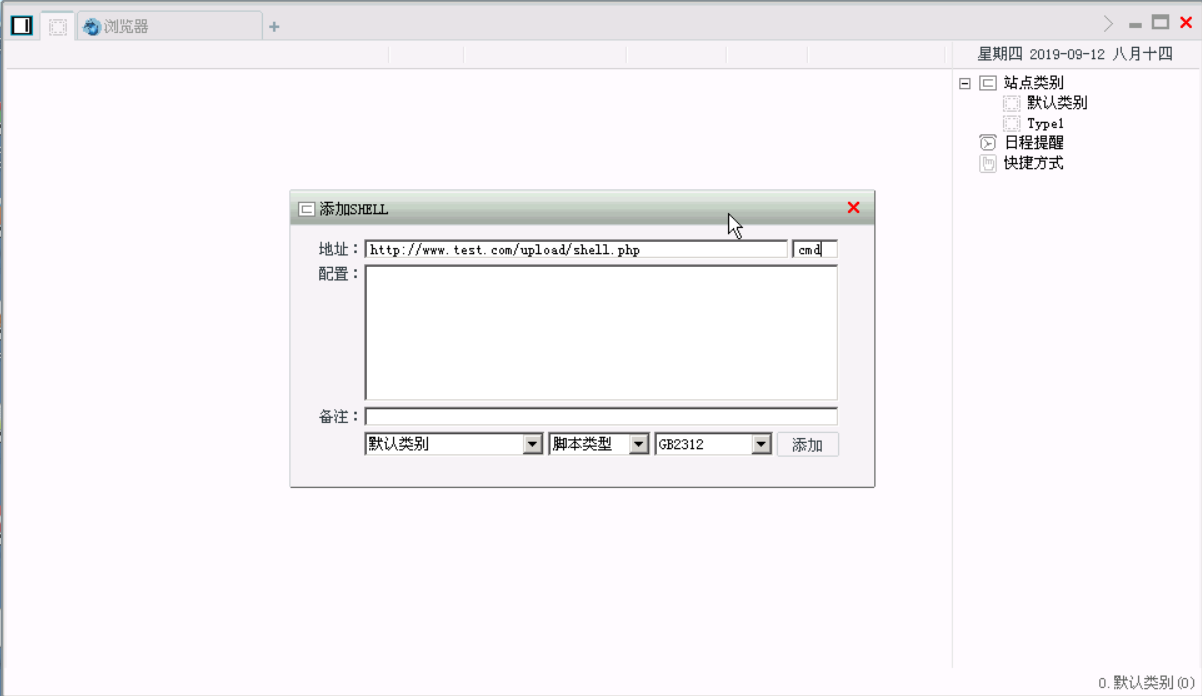 浏览器
+
星期四 2019-09-12 八月十四
站点类别
默认类别
Type1
日程提醒
快捷方式
添加SHELL
地址： http://www.test.com/upload/shell.php cmd
配置：
备注：
默认类别 脚本类型 GB2312 添加
0.默认类别(0)